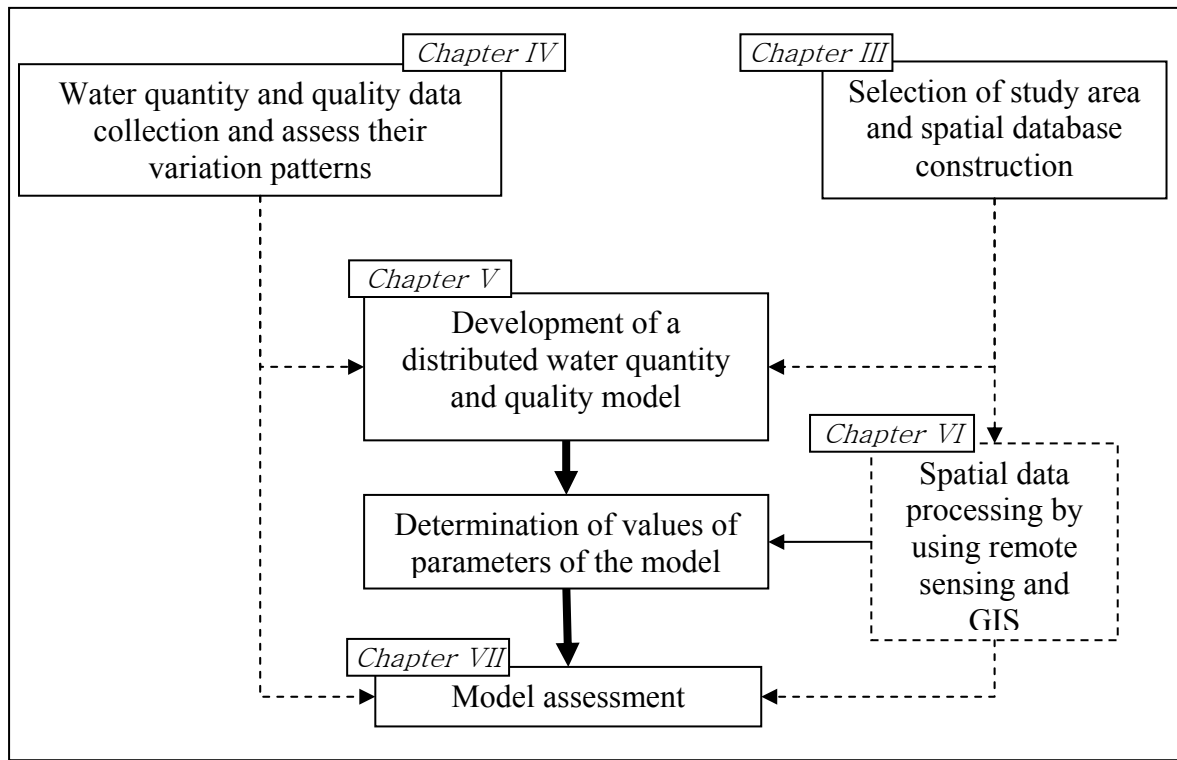 Chapter IV
Water quantity and quality data
collection and assess their
variation patterns
Chapter III
Selection of study area
and spatial database
construction
Chapter V
Development of a
distributed water quantity
and quality model
Chapter VI
Spatial data
processing by
using remote
sensing and
GIS
Determination of values of
parameters of the model
Chapter VII
Model assessment